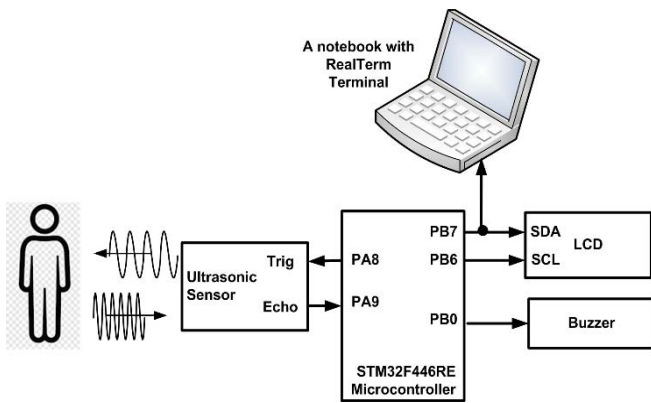 A notebook with
RealTerm
Terminal
Ultrasonic
Sensor
Trig
Echo
PA8
PA9
PB7
PB6
PB0
STM32F446RE
Microcontroller
SDA
SCL
LCD
Buzzer